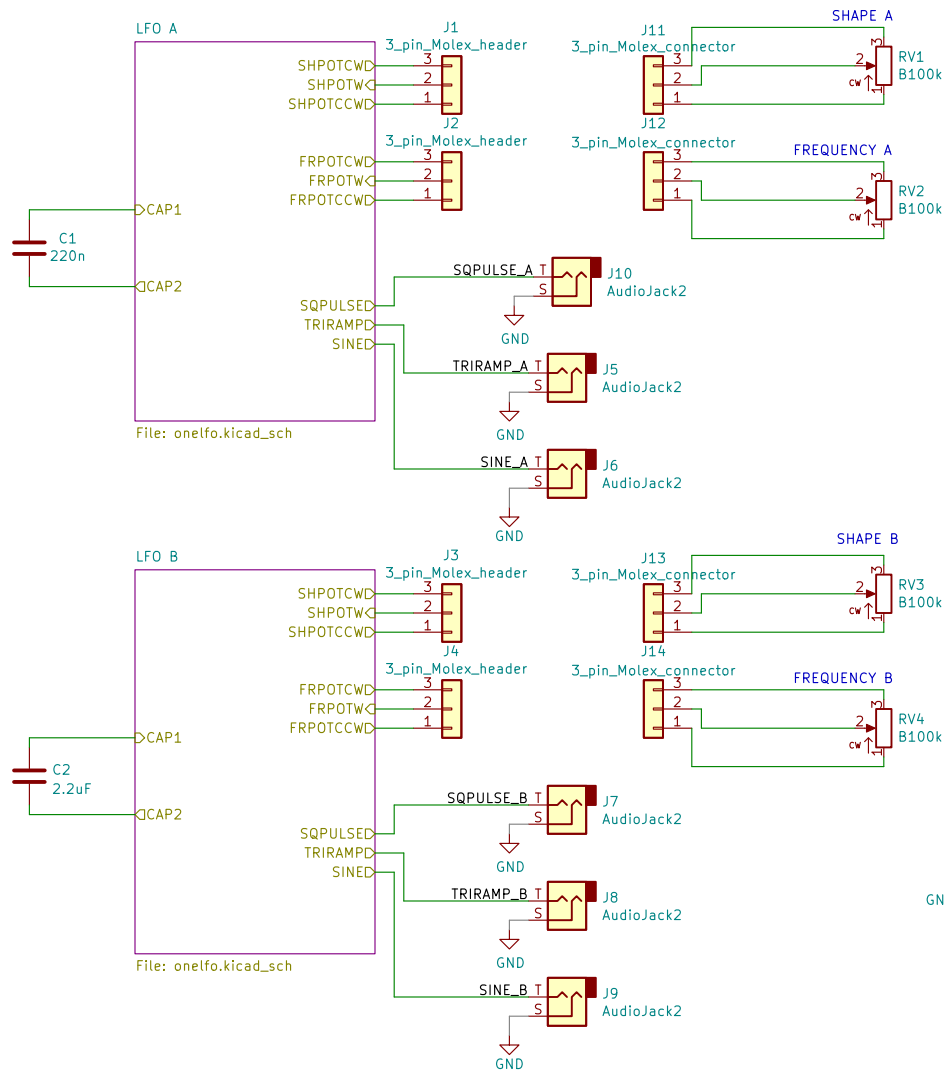 LFO A
J1
3_pin_Molex_header
SHPOTCW
3
SHPOTW
2
SHPOTCCW
1
J2
3_pin_Molex_header
FRPOTCW
3
FRPOTW
2
FRPOTCCW
1
SHAPE A
J11
3_pin_Molex_connector
3
2
1
3
2
1
CW
RV1
B100k
J12
3_pin_Molex_connector
3
2
1
FREQUENCY A
3
2
1
CW
RV2
B100k
CAP1
C1
220n
CAP2
SQPULSE
TRIRAMP
SINE
SQPULSE_A
T
S
J10
AudioJack2
GND
TRIRAMP_A
T
S
J5
AudioJack2
GND
SINE_A
T
S
J6
AudioJack2
GND
File: onelfo.kicad_sch
LFO B
J3
3_pin_Molex_header
SHPOTCW
3
SHPOTW
2
SHPOTCCW
1
J4
3_pin_Molex_header
FRPOTCW
3
FRPOTW
2
FRPOTCCW
1
SHAPE B
J13
3_pin_Molex_connector
3
2
1
3
2
1
CW
RV3
B100k
J14
3_pin_Molex_connector
3
2
1
FREQUENCY B
3
2
1
CW
RV4
B100k
CAP1
C2
2.2uF
CAP2
SQPULSE
TRIRAMP
SINE
SQPULSE_B
T
S
J7
AudioJack2
GND
TRIRAMP_B
T
S
J8
AudioJack2
GND
SINE_B
T
S
J9
AudioJack2
GND
GN
File: onelfo.kicad_sch